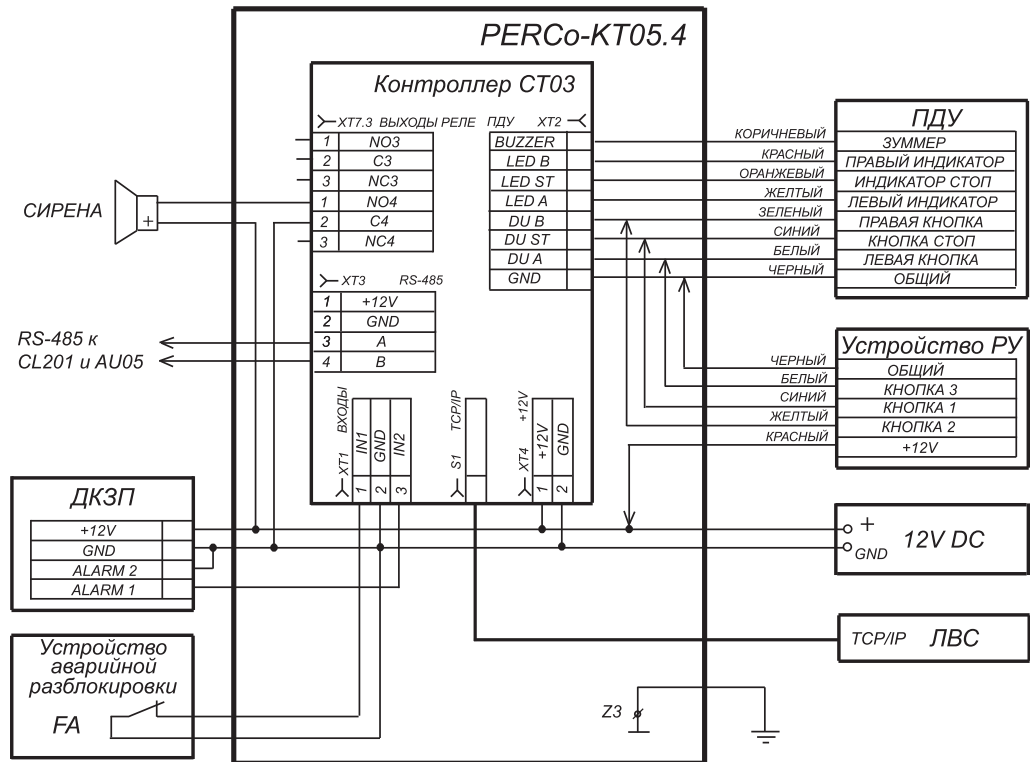 PERCo-KT05.4
Контроллер CT03
XT7.3 ВЫХОДЫ РЕЛЕ
1 NO3
2 C3
3 NC3
1 NO4
2 C4
3 NC4
ПДУ XT2
BUZZER
LED B
LED ST
LED A
DU B
DU ST
DU A
GND
XT3 RS-485
1 +12V
2 GND
3 A
4 B
XT1 ВХОДЫ
1 IN1
2 GND
3 IN2
S1 TCP/IP
XT4 +12V
1 +12V
2 GND
СИРЕНА
+
RS-485 к
CL201 и AU05
КОРИЧНЕВЫЙ
КРАСНЫЙ
ОРАНЖЕВЫЙ
ЖЕЛТЫЙ
ЗЕЛЕНЫЙ
СИНИЙ
БЕЛЫЙ
ЧЕРНЫЙ
ПДУ
ЗУММЕР
ПРАВЫЙ ИНДИКАТОР
ИНДИКАТОР СТОП
ЛЕВЫЙ ИНДИКАТОР
ПРАВАЯ КНОПКА
КНОПКА СТОП
ЛЕВАЯ КНОПКА
ОБЩИЙ
ЧЕРНЫЙ
БЕЛЫЙ
СИНИЙ
ЖЕЛТЫЙ
КРАСНЫЙ
Устройство РУ
ОБЩИЙ
КНОПКА 3
КНОПКА 1
КНОПКА 2
+12V
ДКЗП
+12V
GND
ALARM 2
ALARM 1
+
GND
12V DC
TCP/IP ЛВС
Устройство
аварийной
разблокировки
FA
Z3